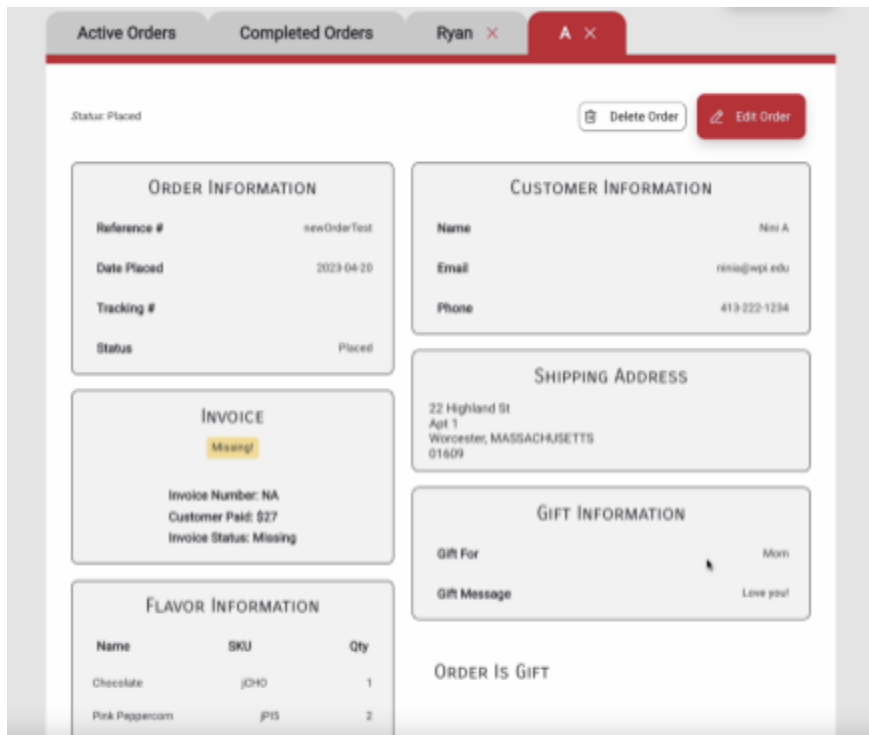 Active Orders Completed Orders Ryan × A ×
Status: Placed
Delete Order Edit Order
ORDER INFORMATION
Reference # newOrderTest
Date Placed 2023-04-20
Tracking #
Status Placed
INVOICE
Missing!
Invoice Number: NA
Customer Paid: $27
Invoice Status: Missing
FLAVOR INFORMATION
Name SKU Qty
Chocolate jCHO 1
Pink Peppercorn jPI5 2
CUSTOMER INFORMATION
Name Nini A
Email ninia@wpi.edu
Phone 413-222-1234
SHIPPING ADDRESS
22 Highland St
Apt 1
Worcester, MASSACHUSETTS
01609
GIFT INFORMATION
Gift For Mom
Gift Message Love you!
ORDER IS GIFT